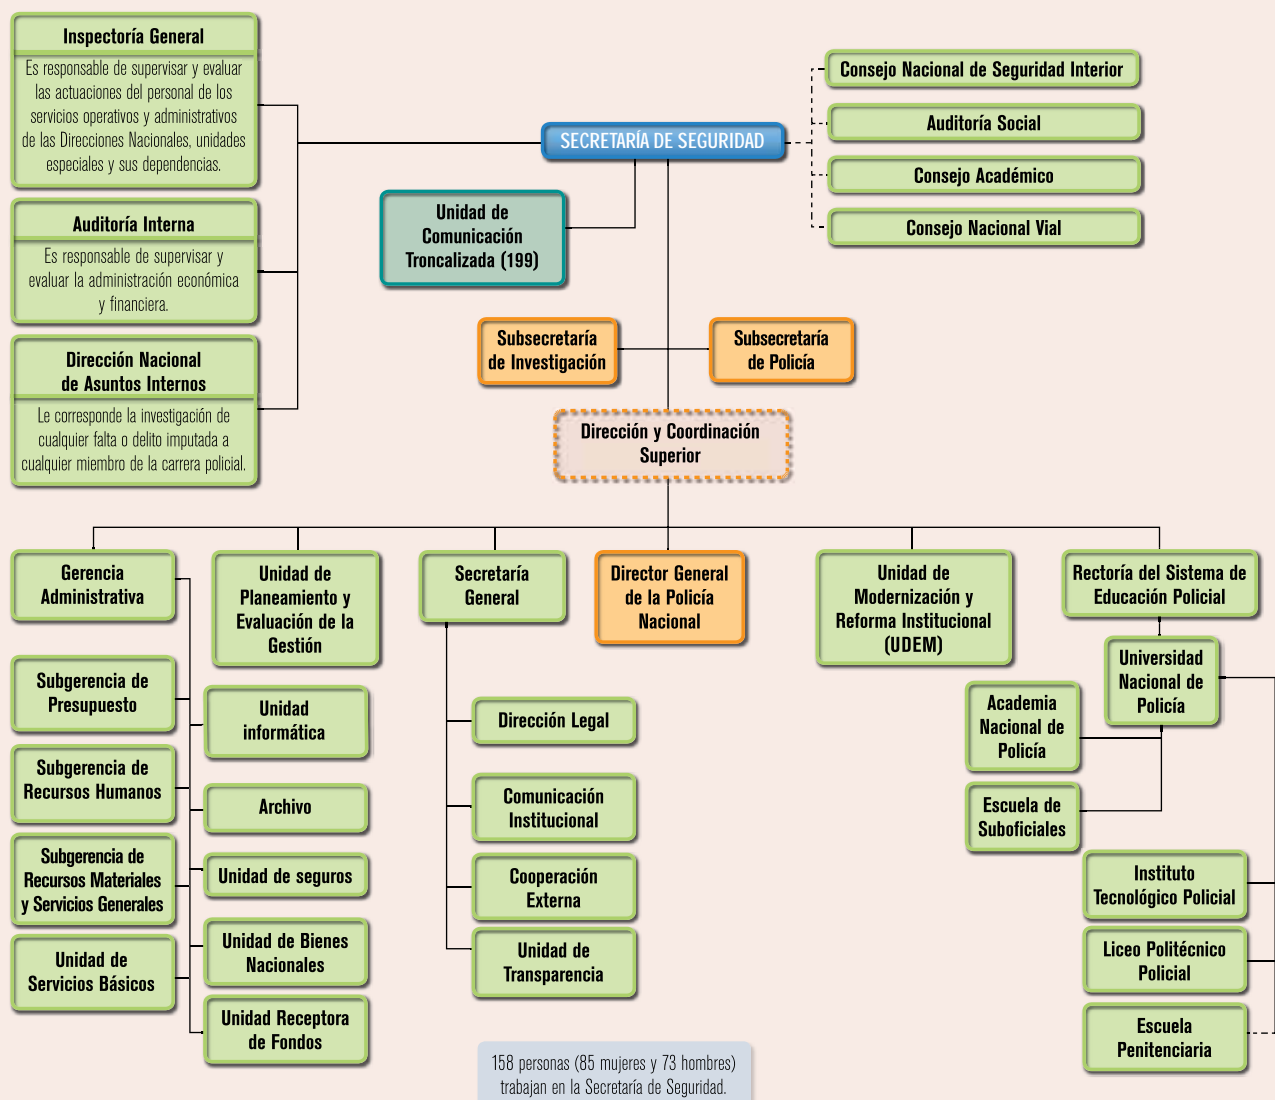 Inspectoría General
Es responsable de supervisar y evaluar
las actuaciones del personal de los
servicios operativos y administrativos
de las Direcciones Nacionales, unidades
especiales y sus dependencias.
Auditoría Interna
Es responsable de supervisar y
evaluar la administración económica
y financiera.
Dirección Nacional
de Asuntos Internos
Le corresponde la investigación de
cualquier falta o delito imputada a
cualquier miembro de la carrera policial.
SECRETARÍA DE SEGURIDAD
Consejo Nacional de Seguridad Interior
Auditoría Social
Consejo Académico
Consejo Nacional Vial
Unidad de
Comunicación
Troncalizada (199)
Subsecretaría
de Investigación
Subsecretaría
de Policía
Dirección y Coordinación
Superior
Gerencia
Administrativa
Unidad de
Planeamiento y
Evaluación de la
Gestión
Secretaría
General
Director General
de la Policía
Nacional
Unidad de
Modernización y
Reforma Institucional
(UDEM)
Rectoría del Sistema de
Educación Policial
Subgerencia de
Presupuesto
Subgerencia de
Recursos Humanos
Subgerencia de
Recursos Materiales
y Servicios Generales
Unidad de
Servicios Básicos
Unidad
informática
Archivo
Unidad de seguros
Unidad de Bienes
Nacionales
Unidad Receptora
de Fondos
Dirección Legal
Comunicación
Institucional
Cooperación
Externa
Unidad de
Transparencia
Universidad
Nacional de
Policía
Academia
Nacional de
Policía
Escuela de
Suboficiales
Instituto
Tecnológico Policial
Liceo Politécnico
Policial
Escuela
Penitenciaria
158 personas (85 mujeres y 73 hombres)
trabajan en la Secretaría de Seguridad.